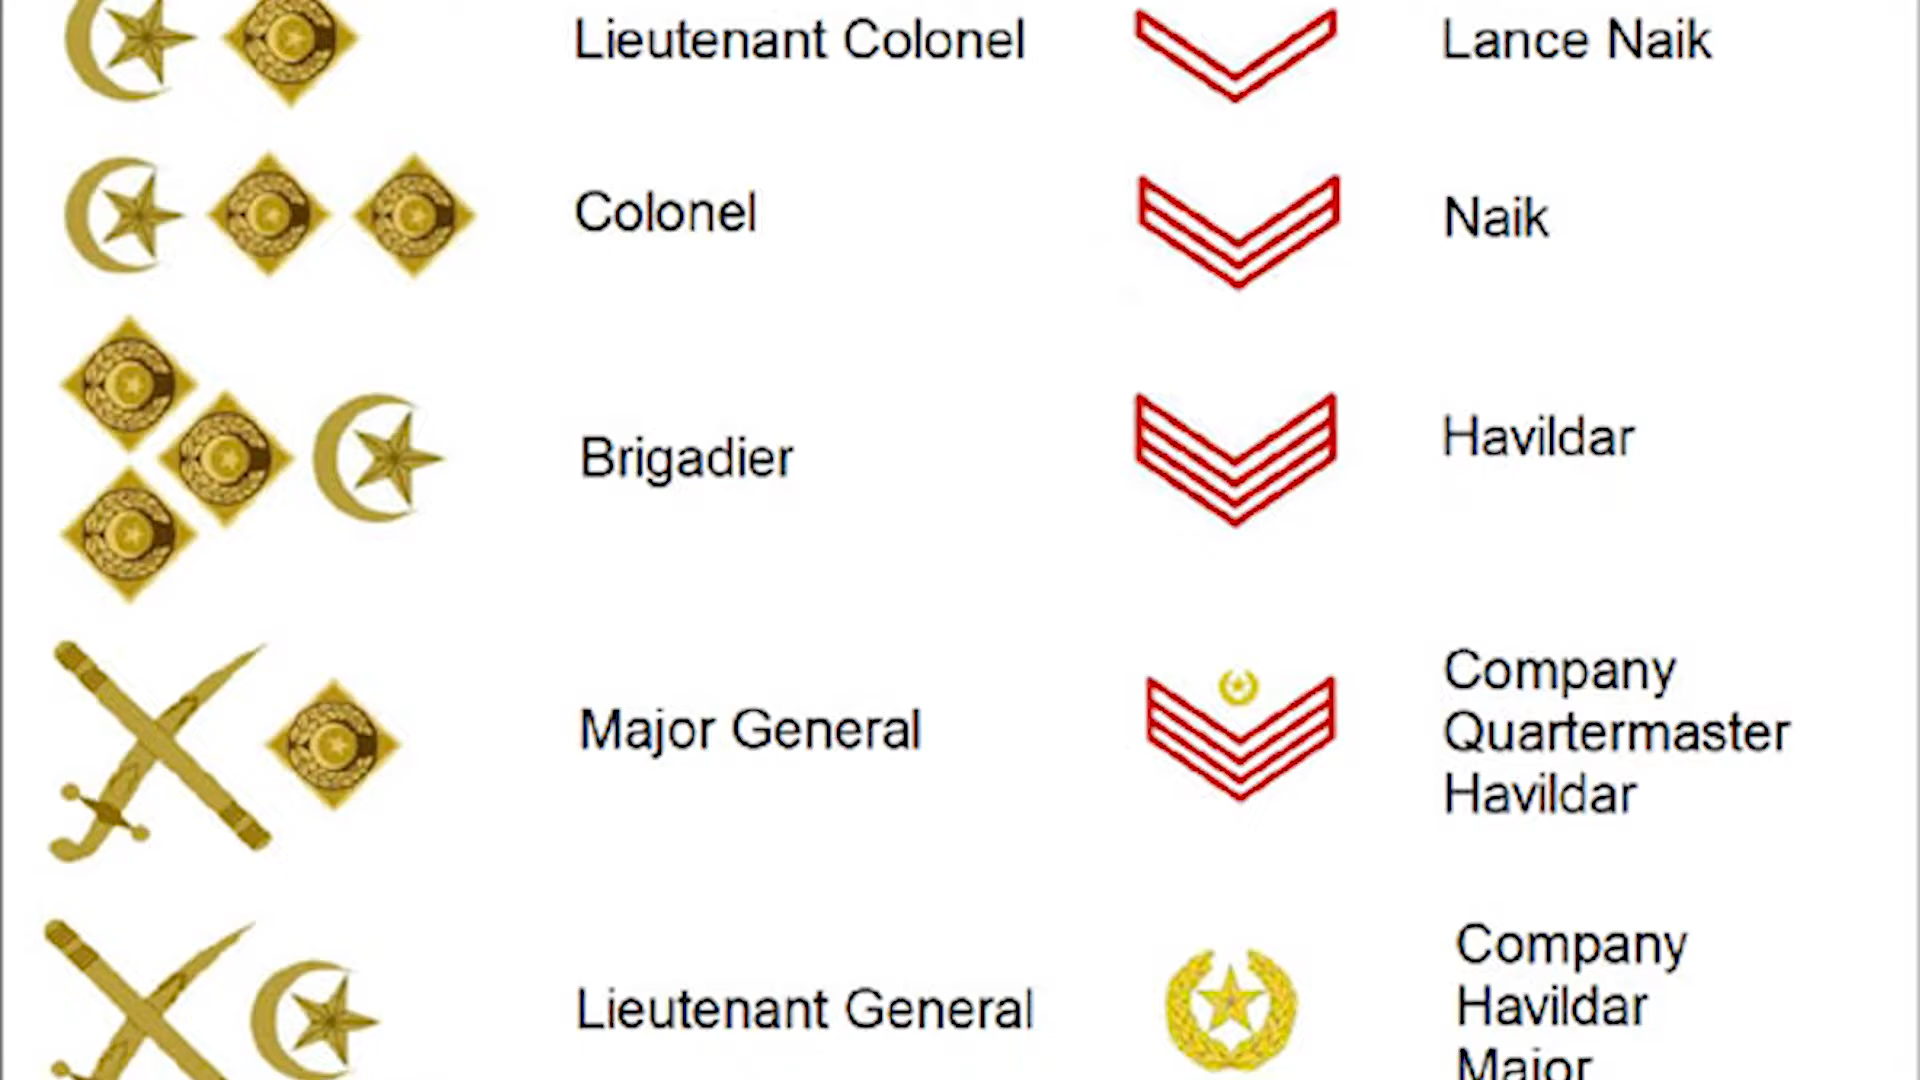 Lieutenant Colonel
Lance Naik
Colonel
Naik
Brigadier
Havildar
Major General
Company
Quartermaster
Havildar
Lieutenant General
Company
Havildar
Major